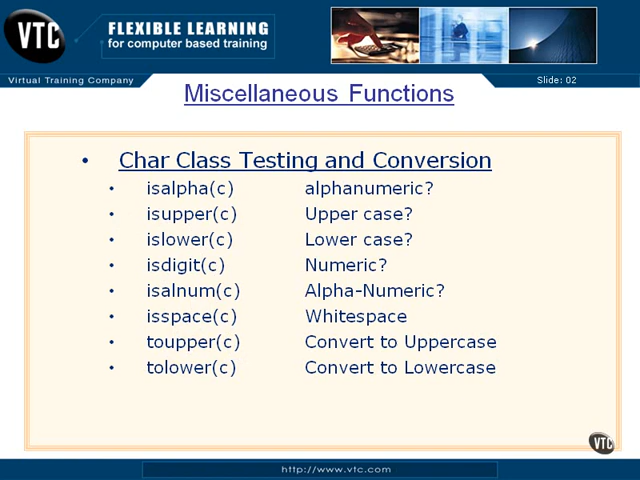 VTC
FLEXIBLE LEARNING
for computer based training
Virtual Training Company
Slide: 02
Miscellaneous Functions
• Char Class Testing and Conversion
• isalpha(c) alphanumeric?
• isupper(c) Upper case?
• islower(c) Lower case?
• isdigit(c) Numeric?
• isalnum(c) Alpha-Numeric?
• isspace(c) Whitespace
• toupper(c) Convert to Uppercase
• tolower(c) Convert to Lowercase
VTC
http://www.vtc.com